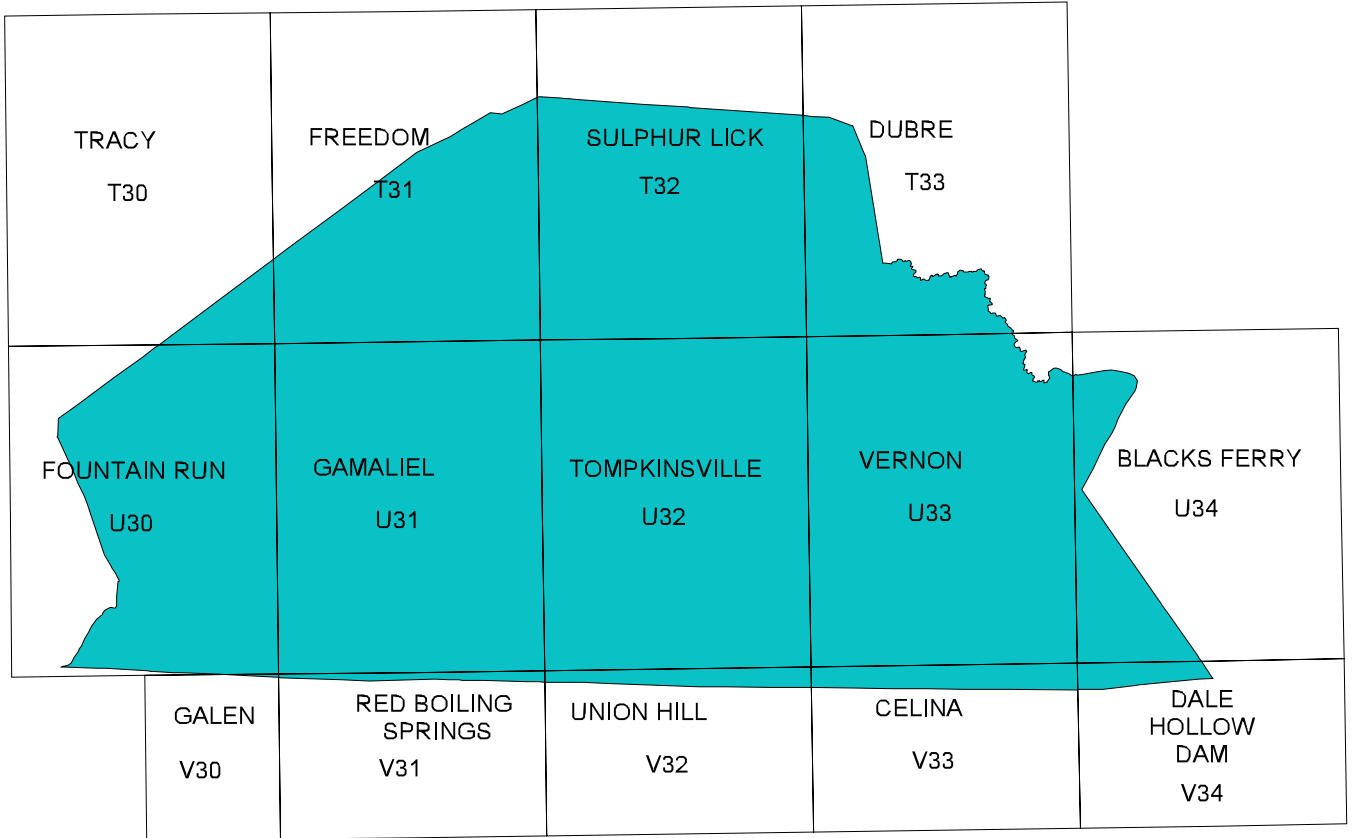 TRACY
T30
FREEDOM
T31
SULPHUR LICK
T32
DUBRE
T33
FOUNTAIN RUN
U30
GAMALIEL
U31
TOMPKINSVILLE
U32
VERNON
U33
BLACKS FERRY
U34
GALEN
V30
RED BOILING
SPRINGS
V31
UNION HILL
V32
CELINA
V33
DALE
HOLLOW
DAM
V34